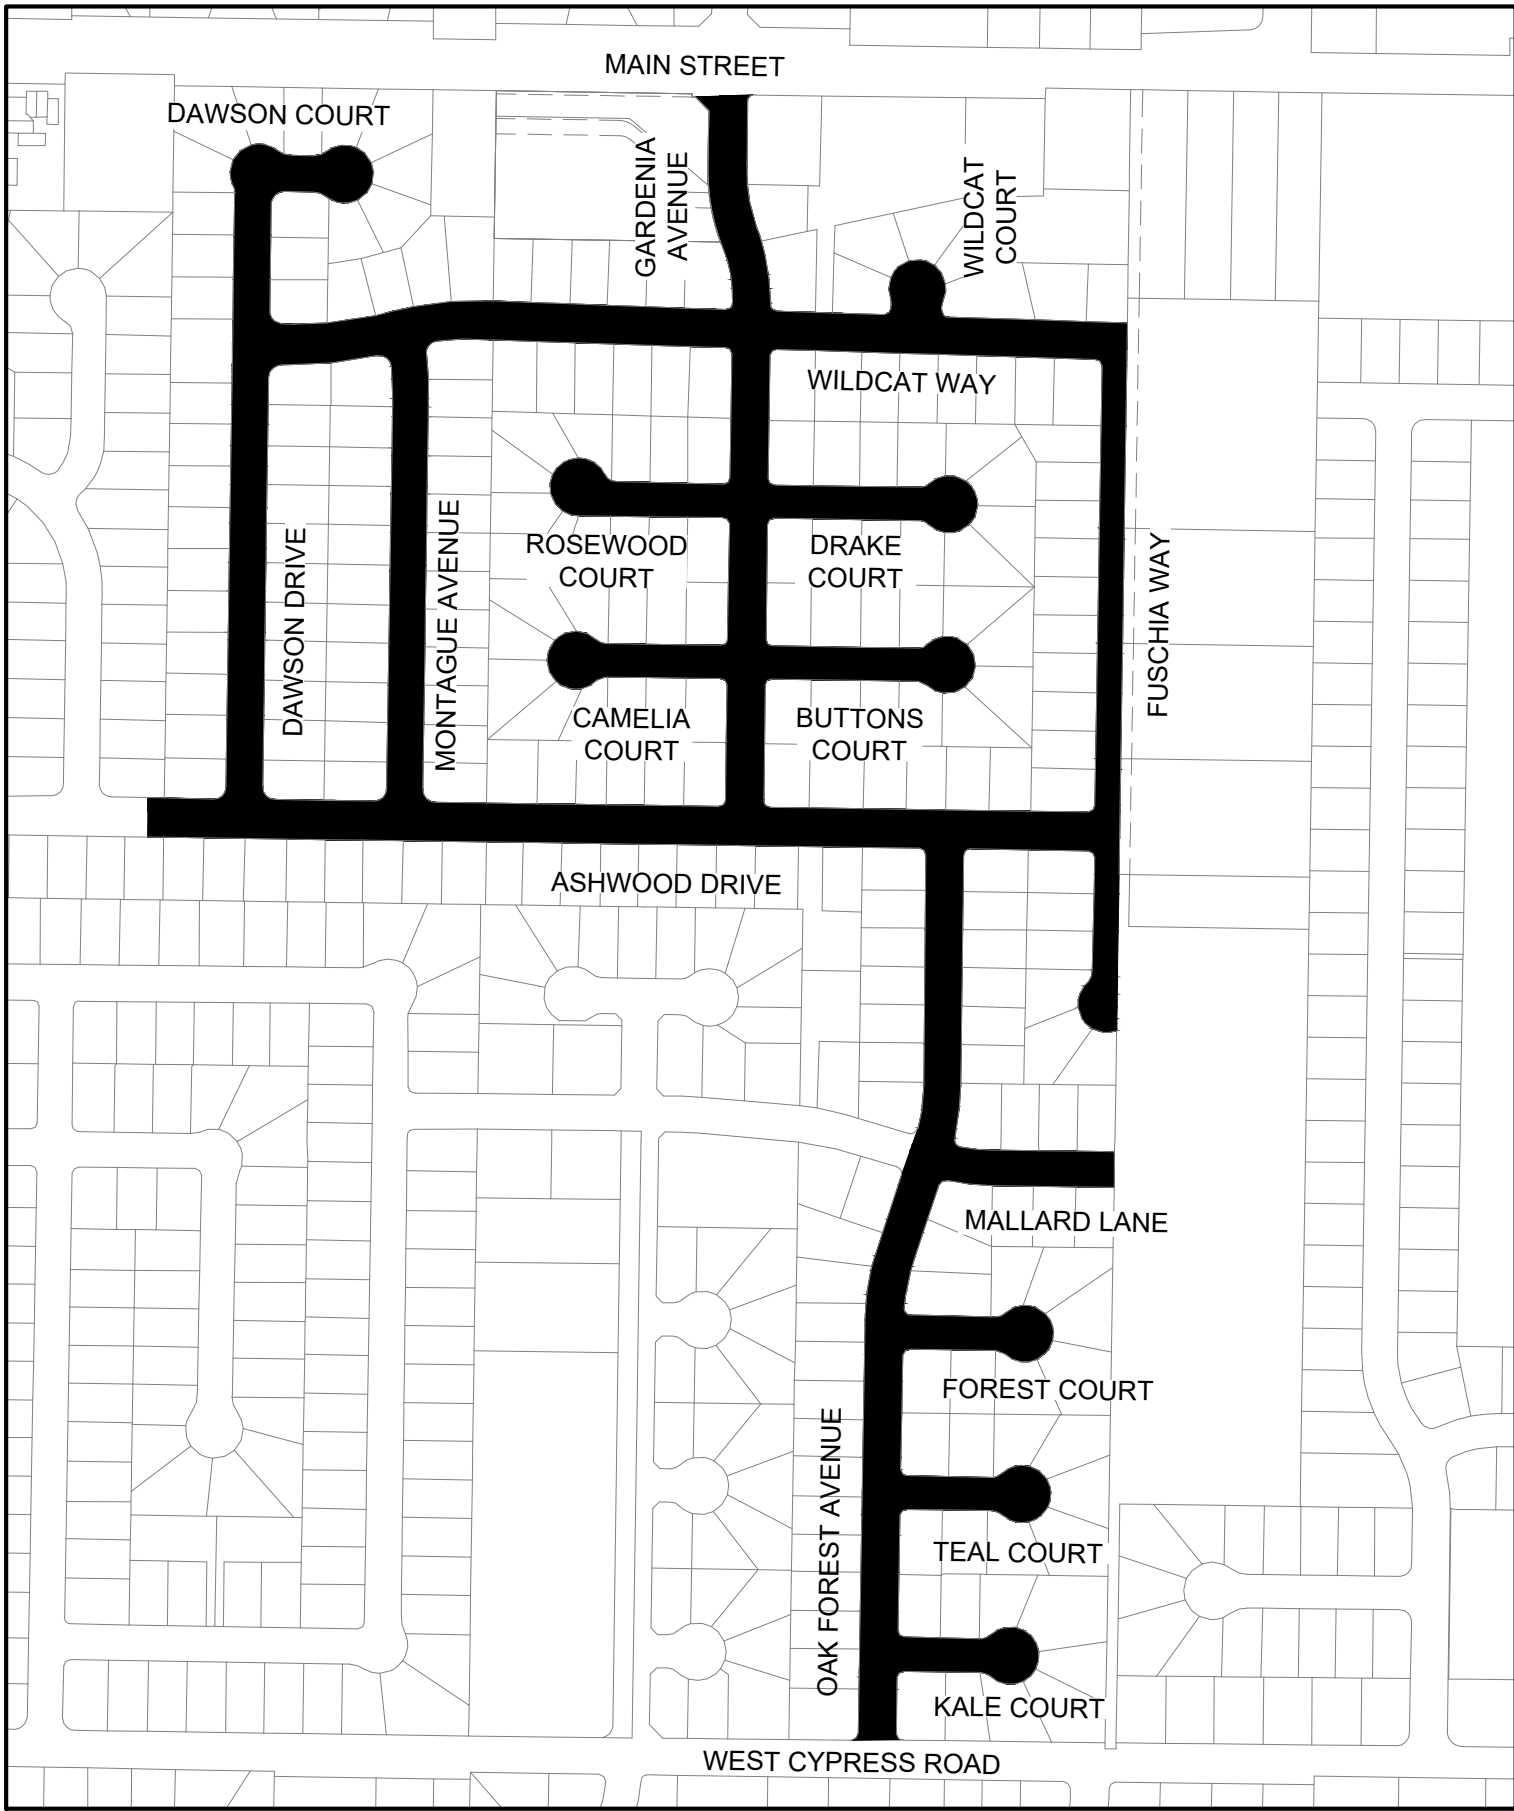 MAIN STREET
DAWSON COURT
GARDENIA
AVENUE
WILDCAT
COURT
WILDCAT WAY
DAWSON DRIVE
MONTAGUE AVENUE
ROSEWOOD
COURT
DRAKE
COURT
FUSCHIA WAY
CAMELIA
COURT
BUTTONS
COURT
ASHWOOD DRIVE
MALLARD LANE
FOREST COURT
OAK FOREST AVENUE
TEAL COURT
KALE COURT
WEST CYPRESS ROAD